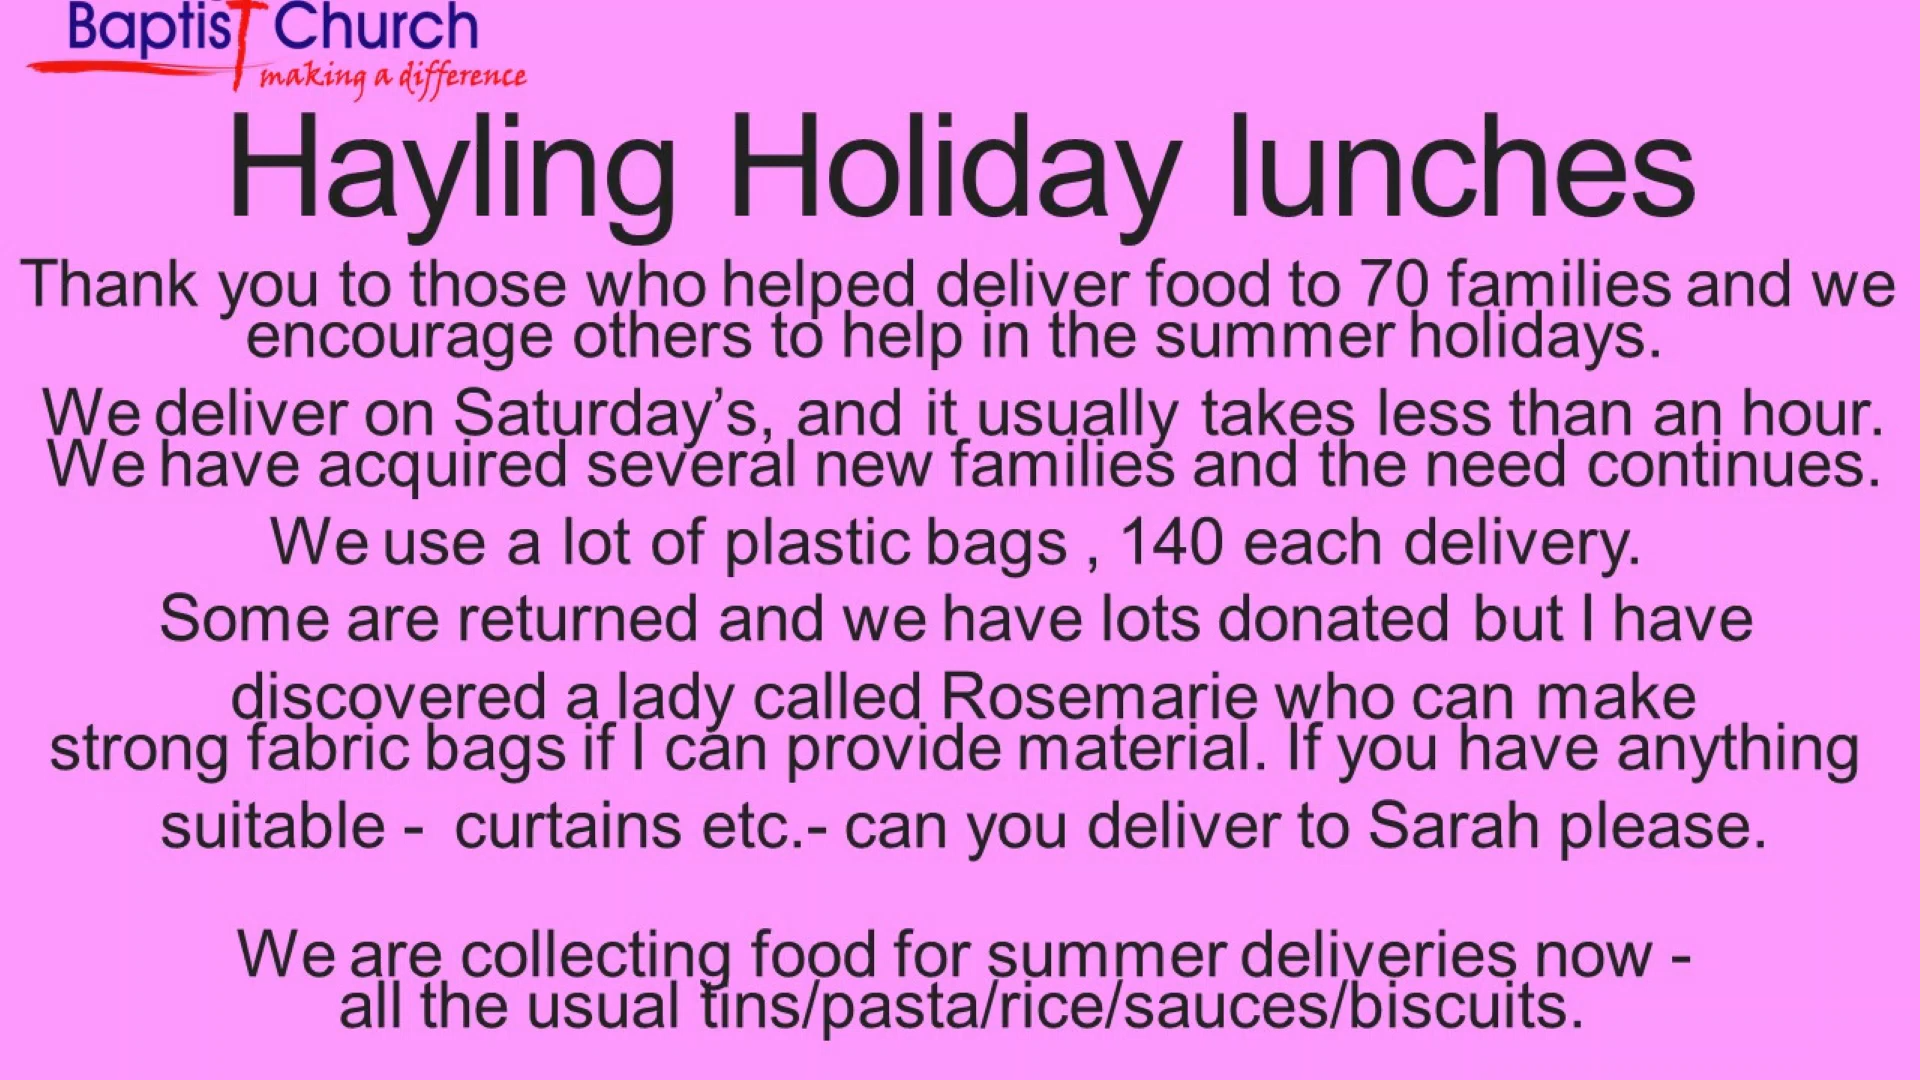 Baptist Church
making a difference
Hayling Holiday lunches
Thank you to those who helped deliver food to 70 families and we
encourage others to help in the summer holidays.
We deliver on Saturday’s, and it usually takes less than an hour.
We have acquired several new families and the need continues.
We use a lot of plastic bags , 140 each delivery.
Some are returned and we have lots donated but I have
discovered a lady called Rosemarie who can make
strong fabric bags if I can provide material. If you have anything
suitable - curtains etc.- can you deliver to Sarah please.
We are collecting food for summer deliveries now -
all the usual tins/pasta/rice/sauces/biscuits.